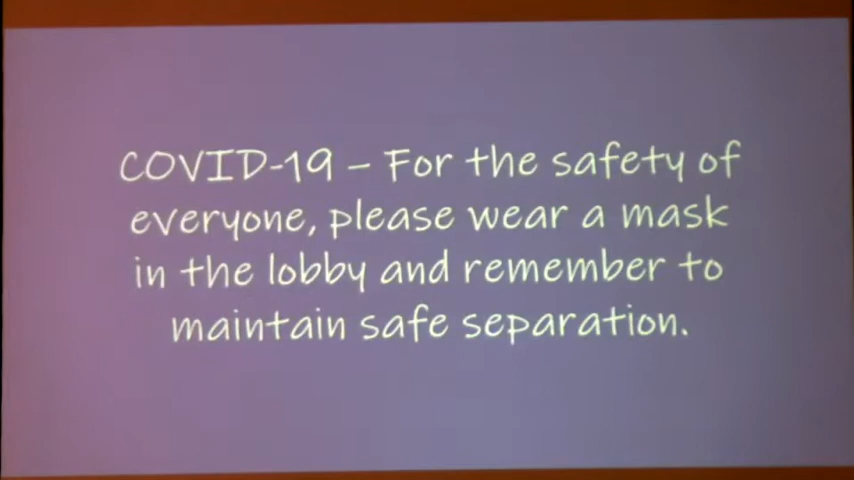 COVID-19 – For the safety of
everyone, please wear a mask
in the lobby and remember to
maintain safe separation.